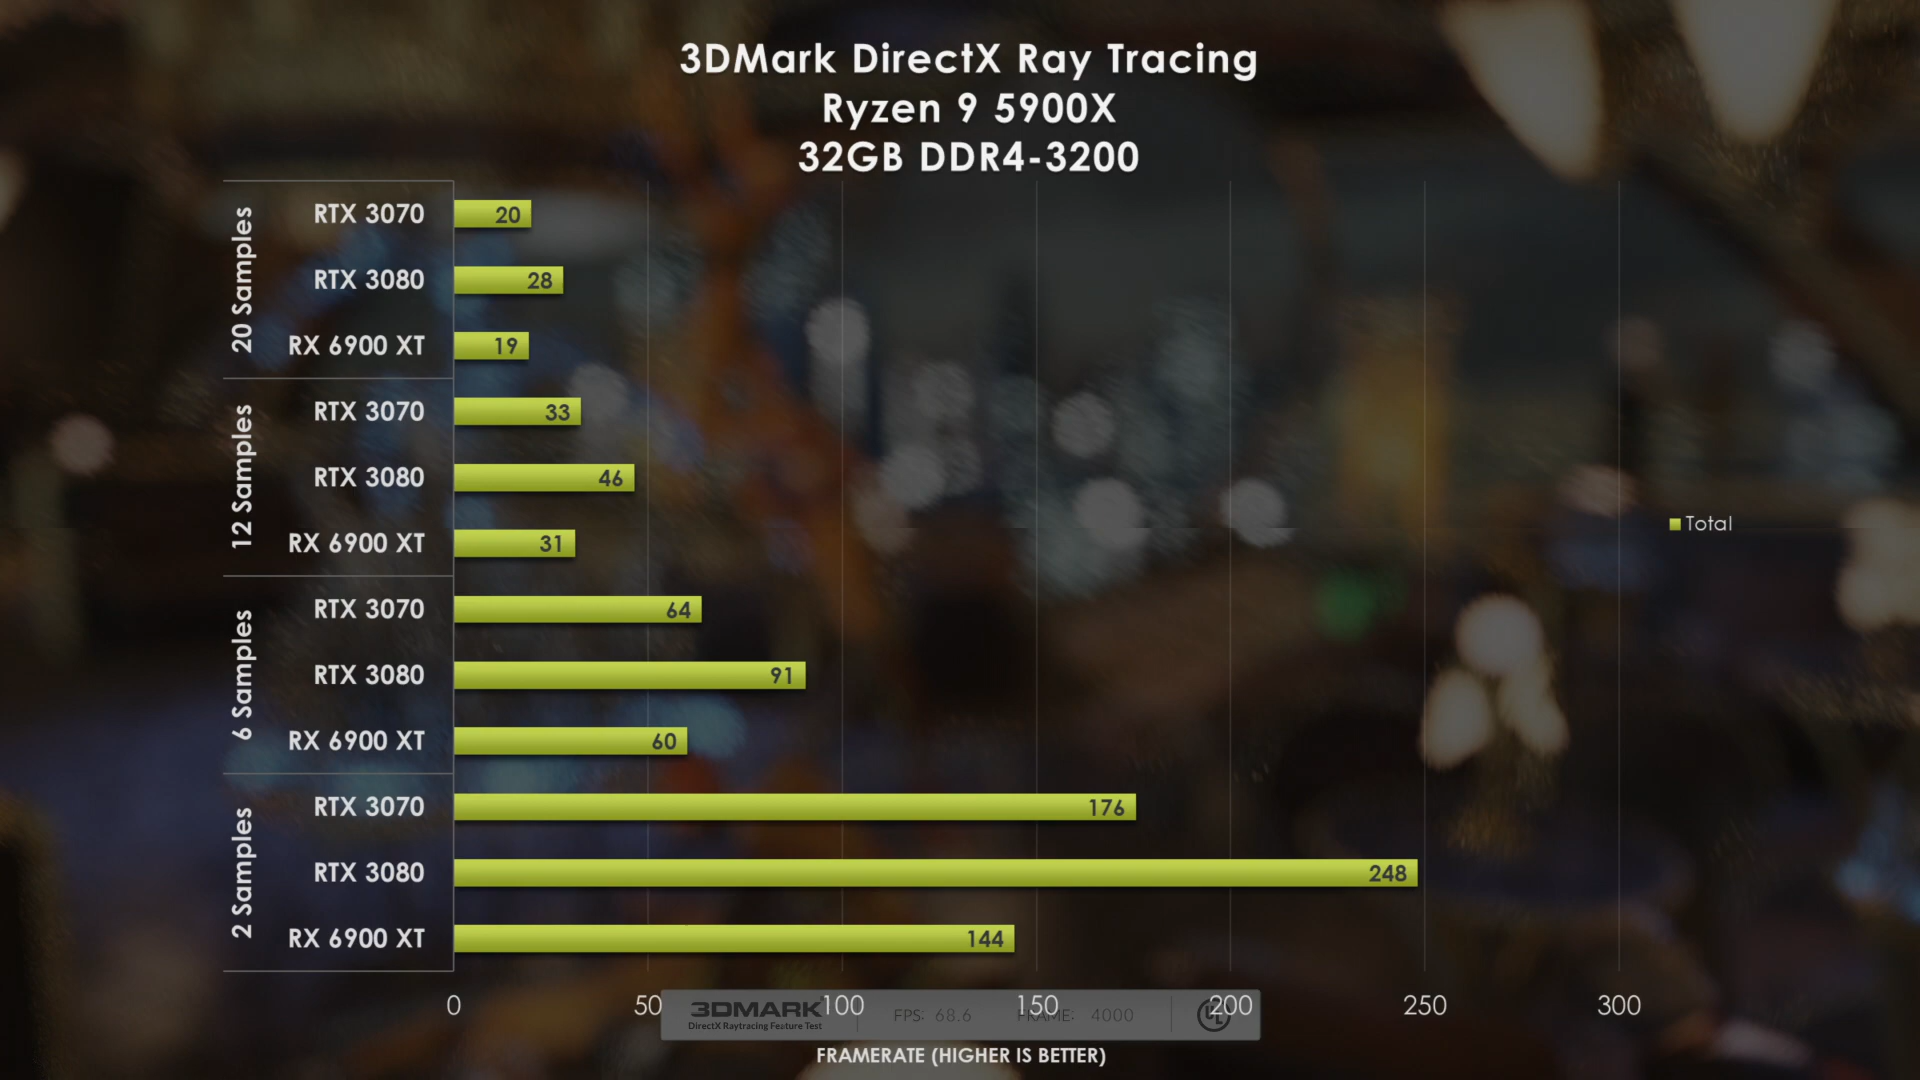 3DMark DirectX Ray Tracing
Ryzen 9 5900X
32GB DDR4-3200
20 Samples
RTX 3070 20
RTX 3080 28
RX 6900 XT 19
12 Samples
RTX 3070 33
RTX 3080 46
RX 6900 XT 31
6 Samples
RTX 3070 64
RTX 3080 91
RX 6900 XT 60
2 Samples
RTX 3070 176
RTX 3080 248
RX 6900 XT 144
Total
0 50 100 150 200 250 300
3DMARK
DirectX Raytracing Feature Test
FPS: 68.6 FRAME: 4000
UL
FRAMERATE (HIGHER IS BETTER)